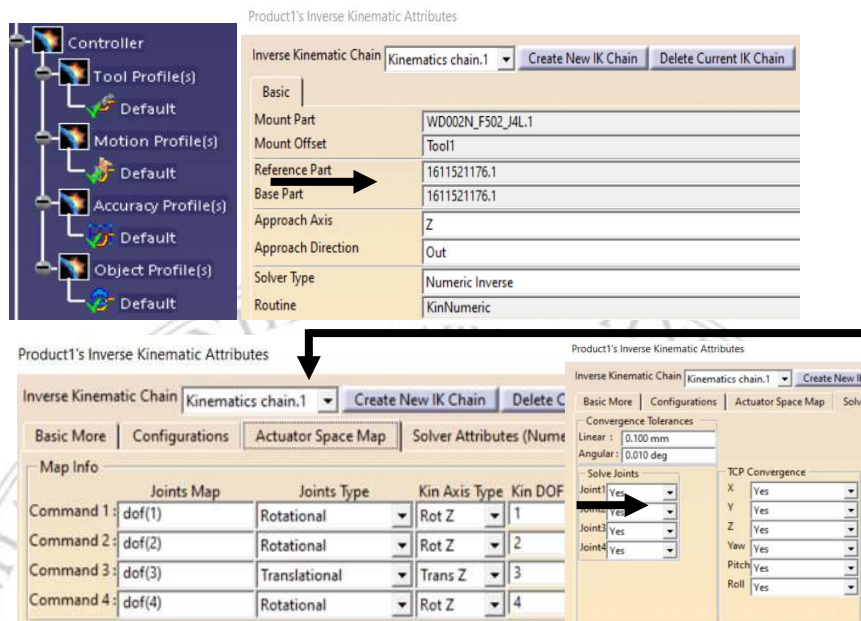 Product1's Inverse Kinematic Attributes
Controller
Tool Profile(s)
Default
Motion Profile(s)
Default
Accuracy Profile(s)
Default
Object Profile(s)
Default
Inverse Kinematic Chain Kinematics chain.1 Create New IK Chain Delete Current IK Chain
Basic
Mount Part WD002N_F502_J4L.1
Mount Offset Tool1
Reference Part 1611521176.1
Base Part 1611521176.1
Approach Axis Z
Approach Direction Out
Solver Type Numeric Inverse
Routine KinNumeric
Product1's Inverse Kinematic Attributes
Inverse Kinematic Chain Kinematics chain.1 Create New IK Chain Delete C
Basic More Configurations Actuator Space Map Solver Attributes (Nume
Map Info
Joints Map Joints Type Kin Axis Type Kin DOF
Command 1: dof(1) Rotational Rot Z 1
Command 2: dof(2) Rotational Rot Z 2
Command 3: dof(3) Translational Trans Z 3
Command 4: dof(4) Rotational Rot Z 4
Product1's Inverse Kinematic Attributes
Inverse Kinematic Chain Kinematics chain.1 Create New I
Basic More Configurations Actuator Space Map Solv
Convergence Tolerances
Linear : 0.100 mm
Angular : 0.010 deg
Solve Joints
Joint1 Yes
Joint2 Yes
Joint3 Yes
Joint4 Yes
TCP Convergence
X Yes
Y Yes
Z Yes
Yaw Yes
Pitch Yes
Roll Yes